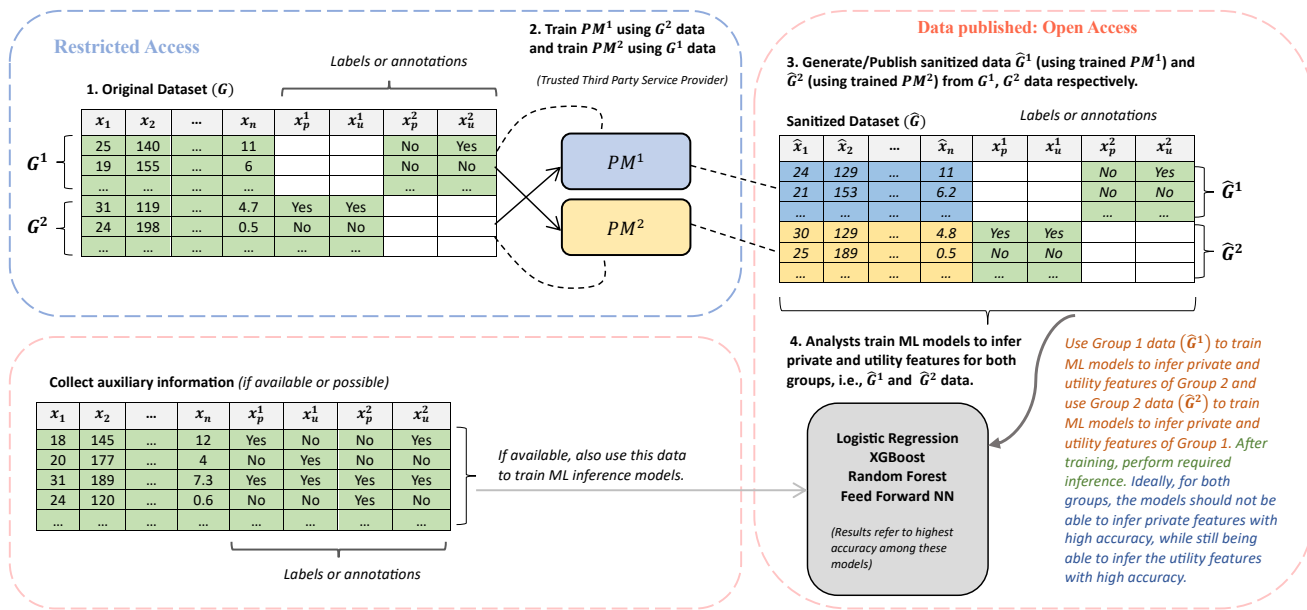 Restricted Access
2. Train PM¹ using G² data
and train PM² using G¹ data
(Trusted Third Party Service Provider)
Labels or annotations
1. Original Dataset (G)
x₁ x₂ ... xₙ x¹ₚ x¹ᵤ x²ₚ x²ᵤ
G¹
25 140 ... 11 No Yes
19 155 ... 6 No No
... ... ... ... ... ...
G²
31 119 ... 4.7 Yes Yes
24 198 ... 0.5 No No
... ... ... ... ... ...
PM¹
PM²
Data published: Open Access
3. Generate/Publish sanitized data Ĝ¹ (using trained PM¹) and
Ĝ² (using trained PM²) from G¹, G² data respectively.
Labels or annotations
Sanitized Dataset (Ĝ)
x̂₁ x̂₂ ... x̂ₙ x¹ₚ x¹ᵤ x²ₚ x²ᵤ
24 129 ... 11 No Yes
21 153 ... 6.2 No No
... ... ... ... ... ...
Ĝ¹
30 129 ... 4.8 Yes Yes
25 189 ... 0.5 No No
... ... ... ... ... ...
Ĝ²
4. Analysts train ML models to infer
private and utility features for both
groups, i.e., Ĝ¹ and Ĝ² data.
Use Group 1 data (Ĝ¹) to train
ML models to infer private and
utility features of Group 2 and
use Group 2 data (Ĝ²) to train
ML models to infer private and
utility features of Group 1. After
training, perform required
inference. Ideally, for both
groups, the models should not be
able to infer private features with
high accuracy, while still being
able to infer the utility features
with high accuracy.
Logistic Regression
XGBoost
Random Forest
Feed Forward NN
(Results refer to highest
accuracy among these
models)
Collect auxiliary information (if available or possible)
x₁ x₂ ... xₙ x¹ₚ x¹ᵤ x²ₚ x²ᵤ
18 145 ... 12 Yes No No Yes
20 177 ... 4 No Yes No No
31 189 ... 7.3 Yes Yes Yes Yes
24 120 ... 0.6 No No Yes No
... ... ... ... ... ... ... ...
Labels or annotations
If available, also use this data
to train ML inference models.